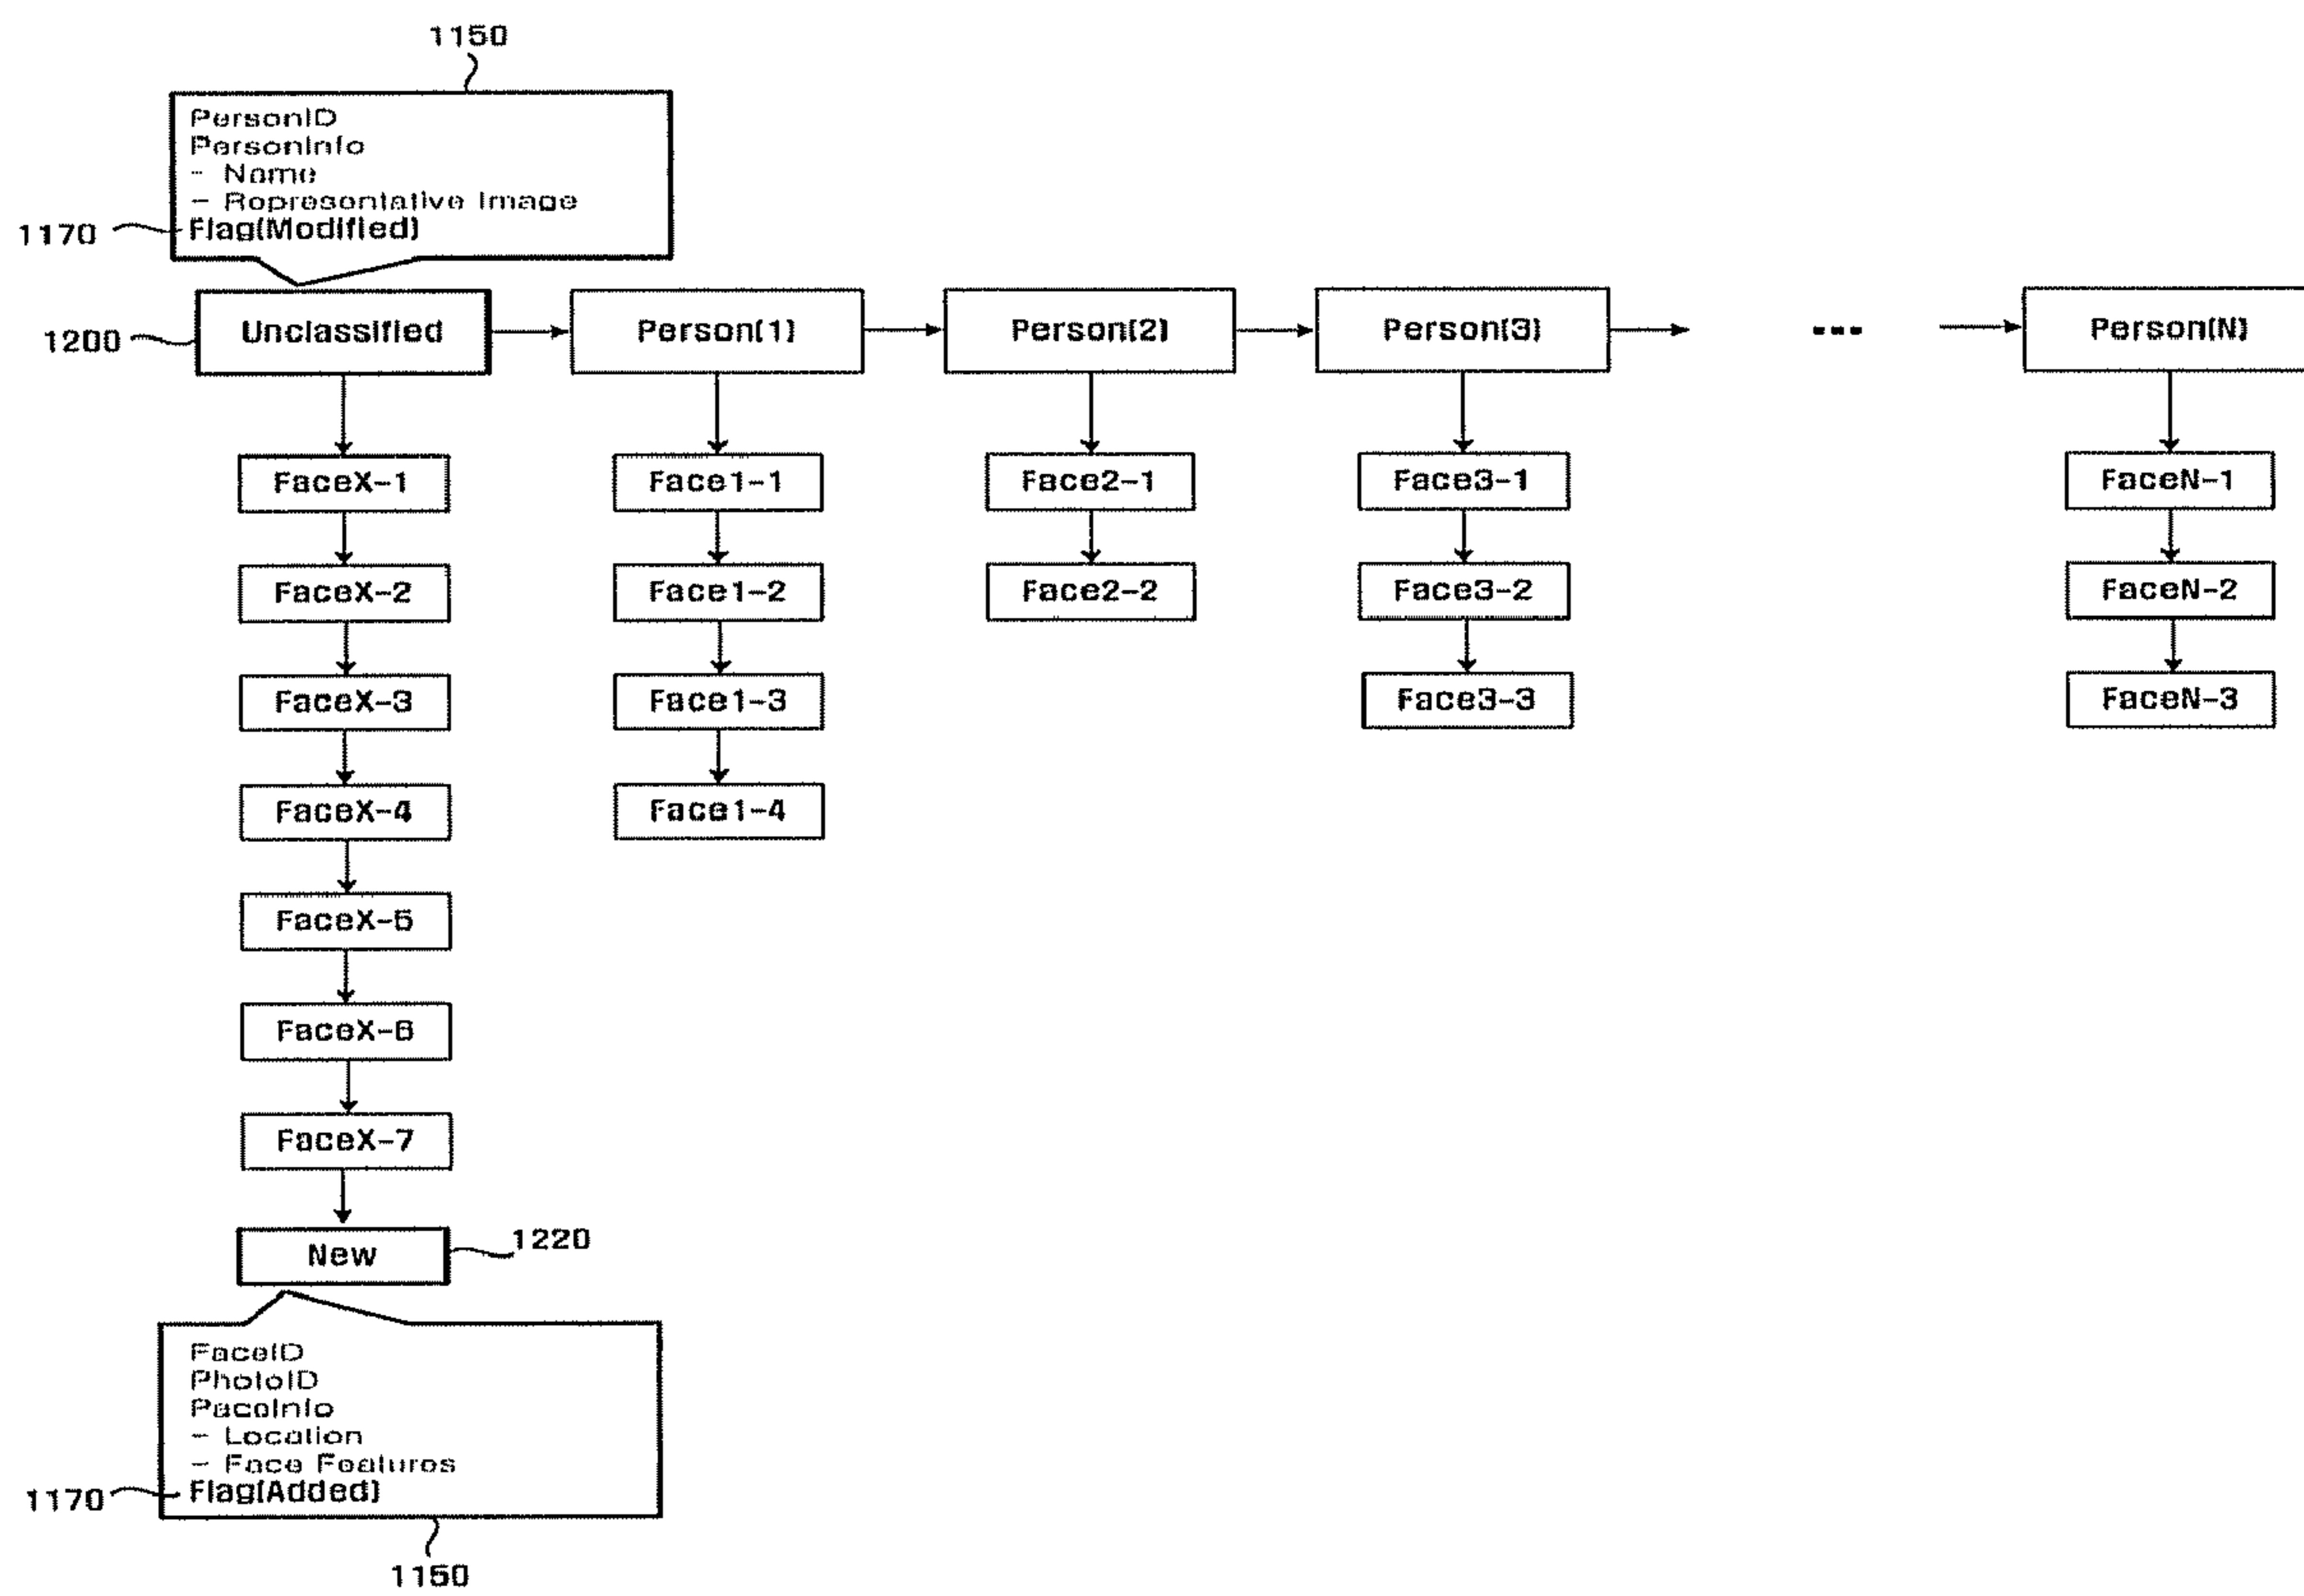 1150
PersonID
PersonInfo
- Name
- Representative Image
1170
Flag(Modified)
1200
Unclassified
Person(1)
Person(2)
Person(3)
...
Person(N)
FaceX-1
Face1-1
Face2-1
Face3-1
FaceN-1
FaceX-2
Face1-2
Face2-2
Face3-2
FaceN-2
FaceX-3
Face1-3
Face3-3
FaceN-3
FaceX-4
Face1-4
FaceX-5
FaceX-6
FaceX-7
New
1220
FaceID
PhotoID
PaceInfo
- Location
- Face Features
1170
Flag(Added)
1150